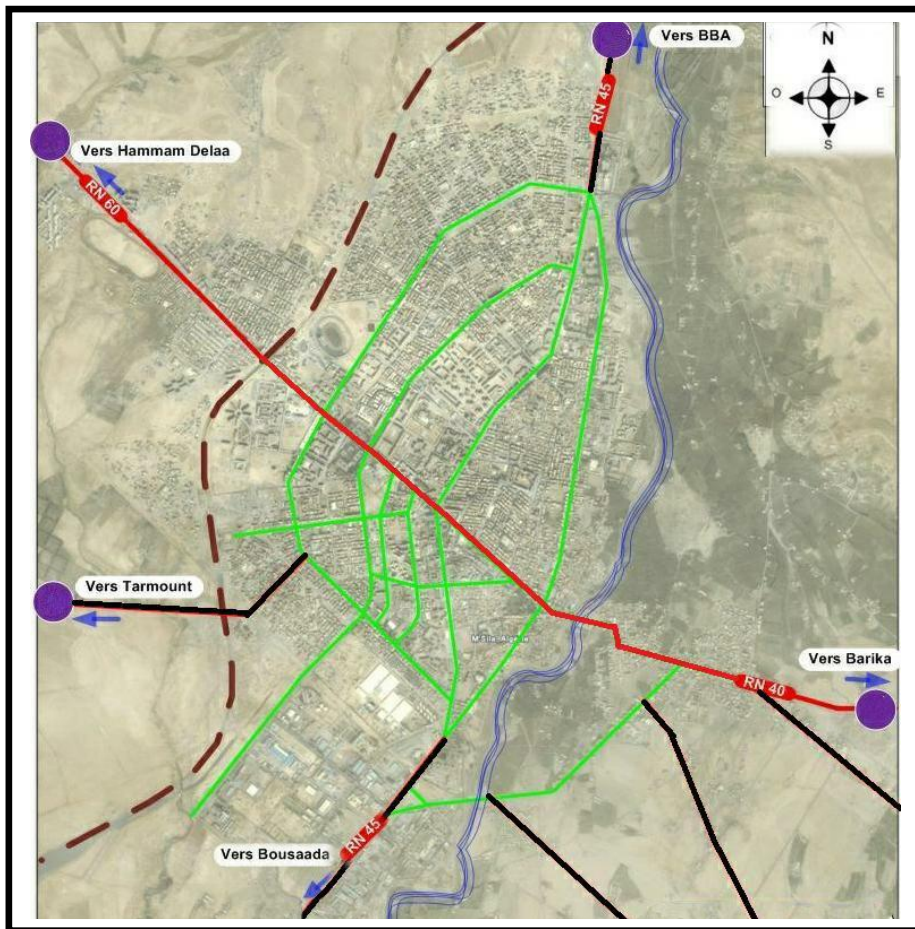 Vers BBA
N
O
E
S
RN 45
Vers Hammam Delaa
RN 60
Vers Tarmount
M'Sila, Algerie
Vers Barika
RN 40
RN 45
Vers Bousaada